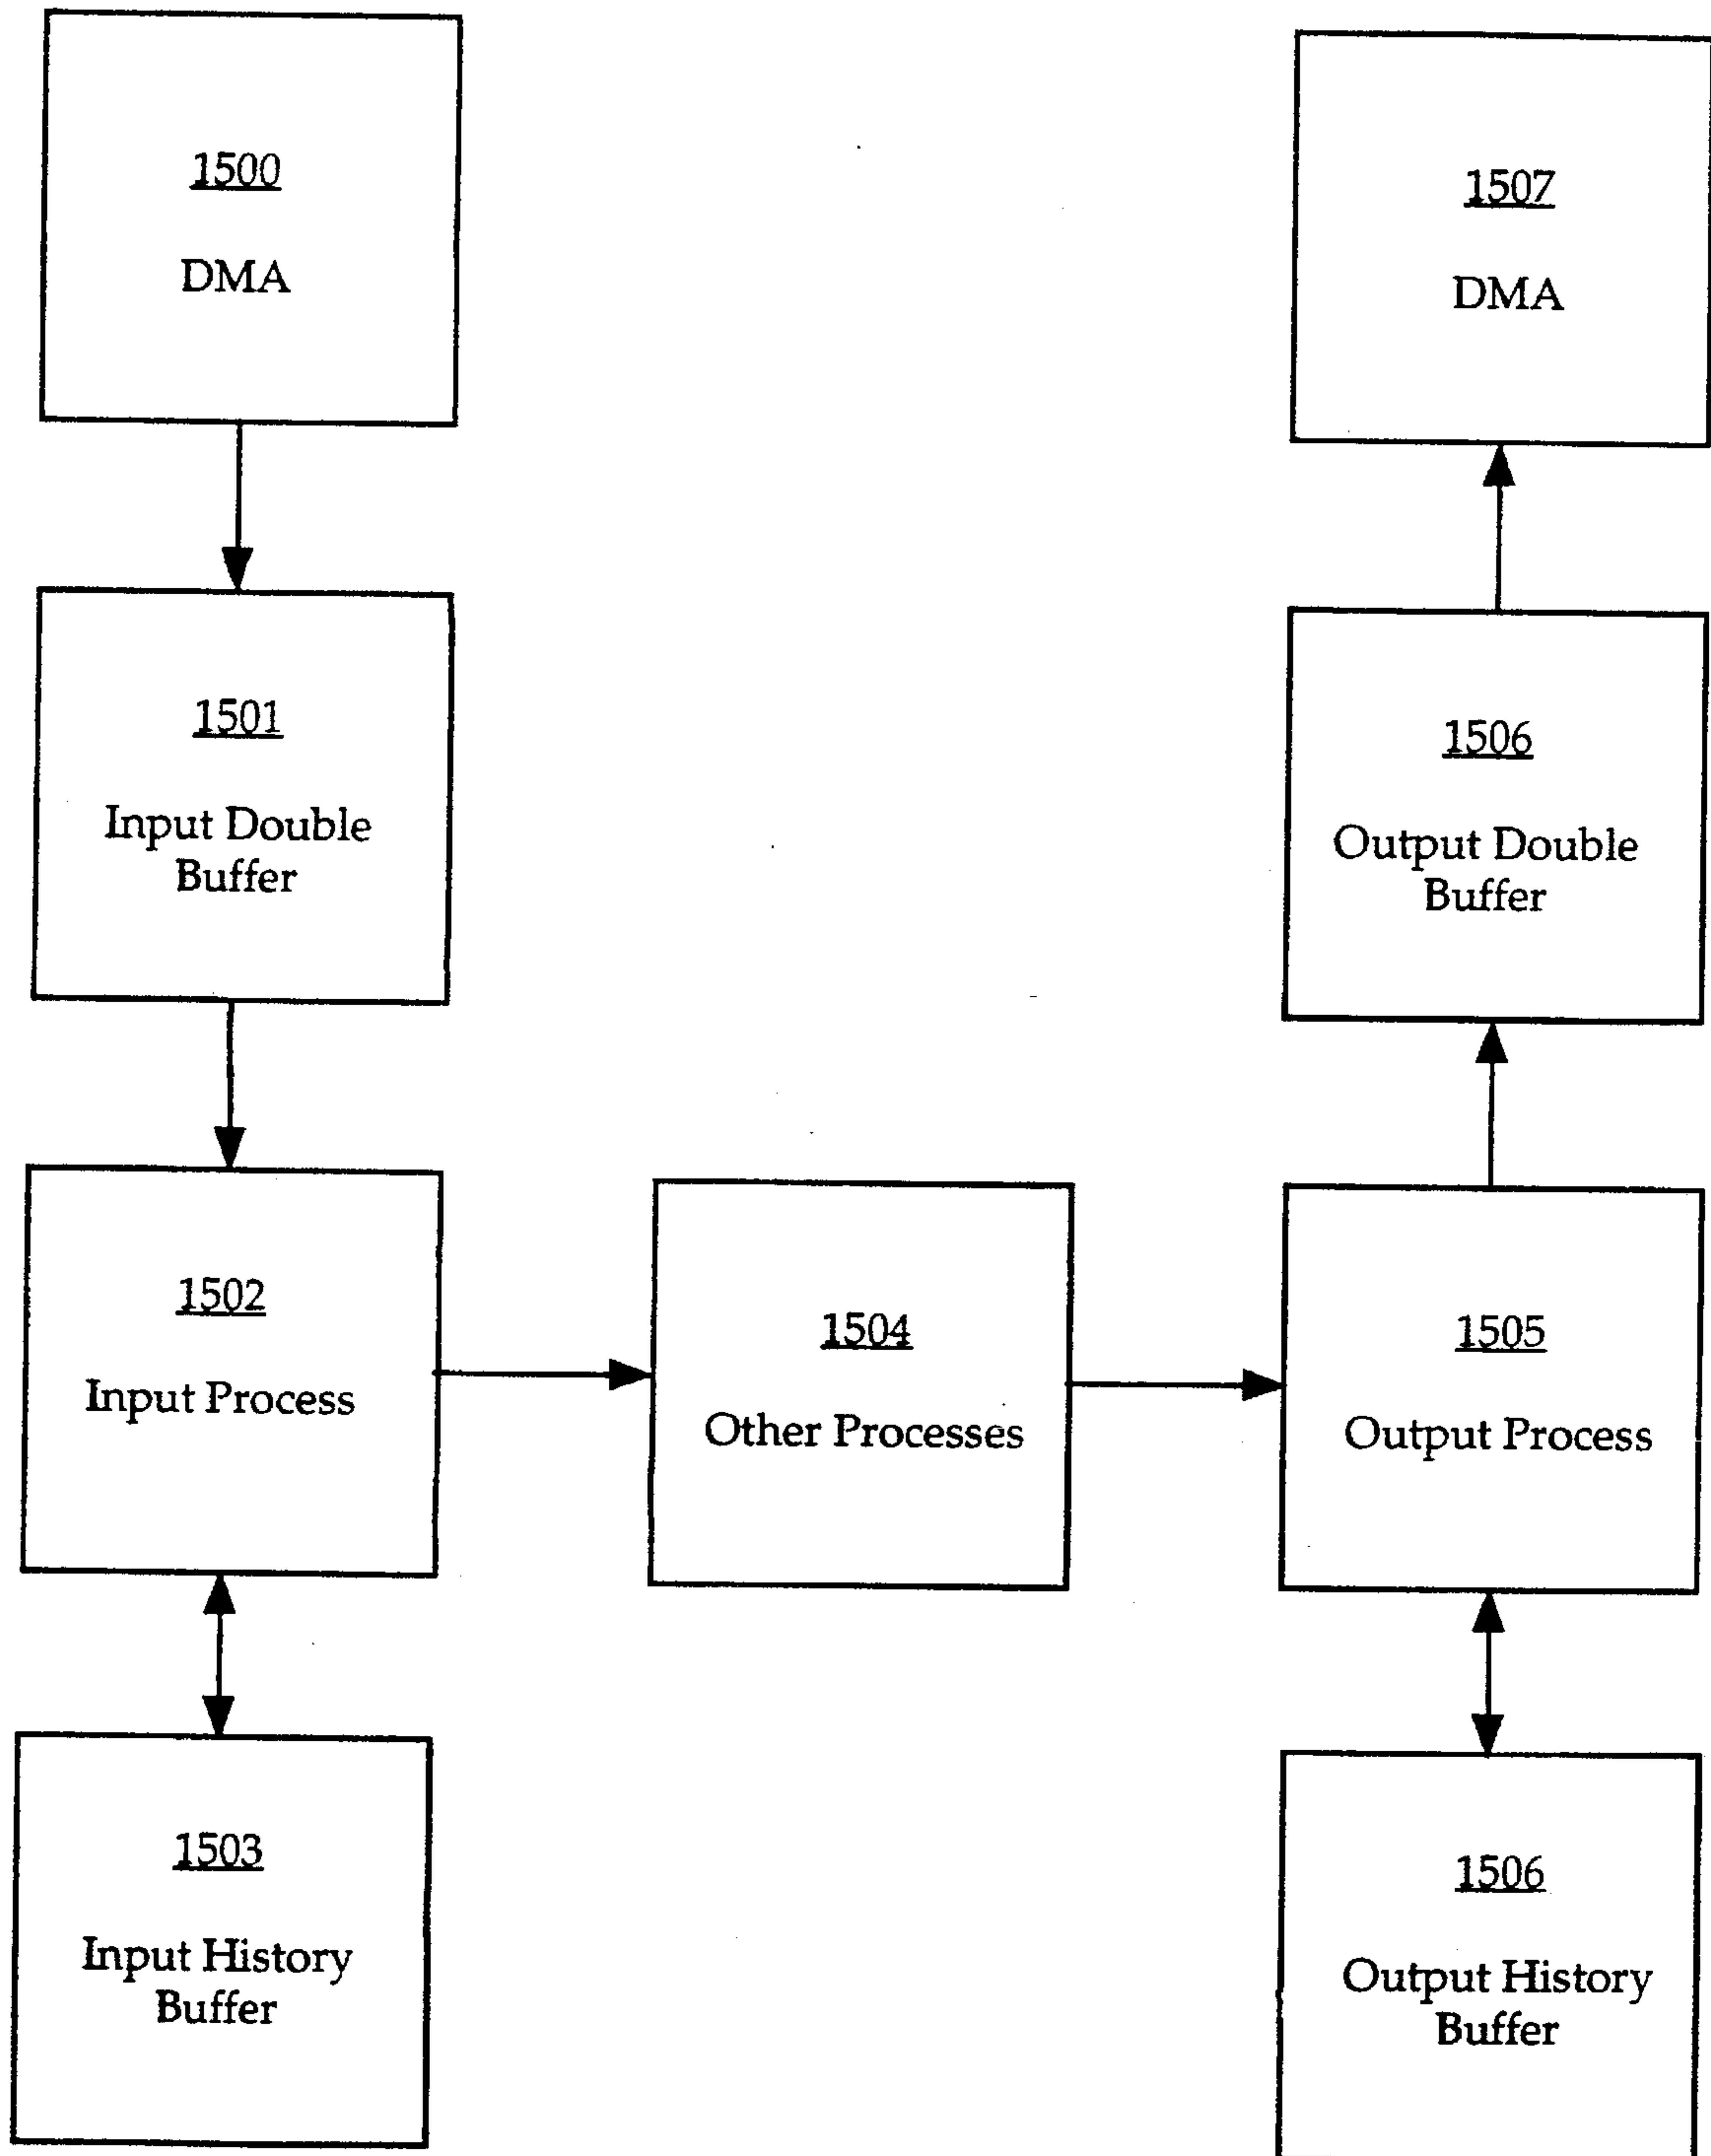 1500
DMA
1501
Input Double
Buffer
1502
Input Process
1503
Input History
Buffer
1504
Other Processes
1507
DMA
1506
Output Double
Buffer
1505
Output Process
1506
Output History
Buffer